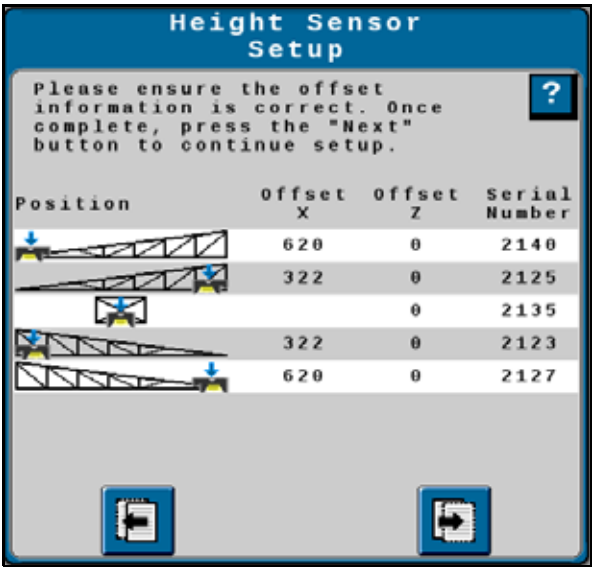 Height Sensor
Setup
Please ensure the offset
information is correct. Once
complete, press the "Next"
button to continue setup.
?
Position Offset X Offset Z Serial Number
620 0 2140
322 0 2125
0 2135
322 0 2123
620 0 2127